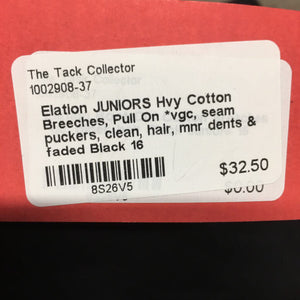 The Tack Collector
1002908-37
Elation JUNIORS Hvy Cotton
Breeches, Pull On *vgc, seam
puckers, clean, hair, mnr dents &
faded Black 16
$32.50
8S26V5
$0.00